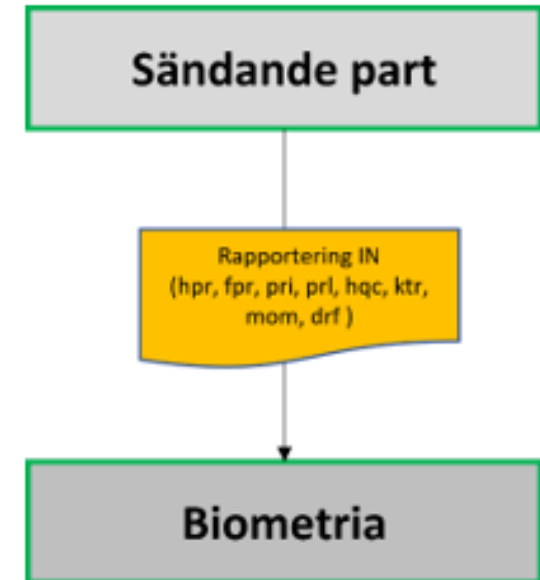 Sändande part
Rapportering IN
(hpr, fpr, pri, prl, hqc, ktr,
mom, drf )
Biometria